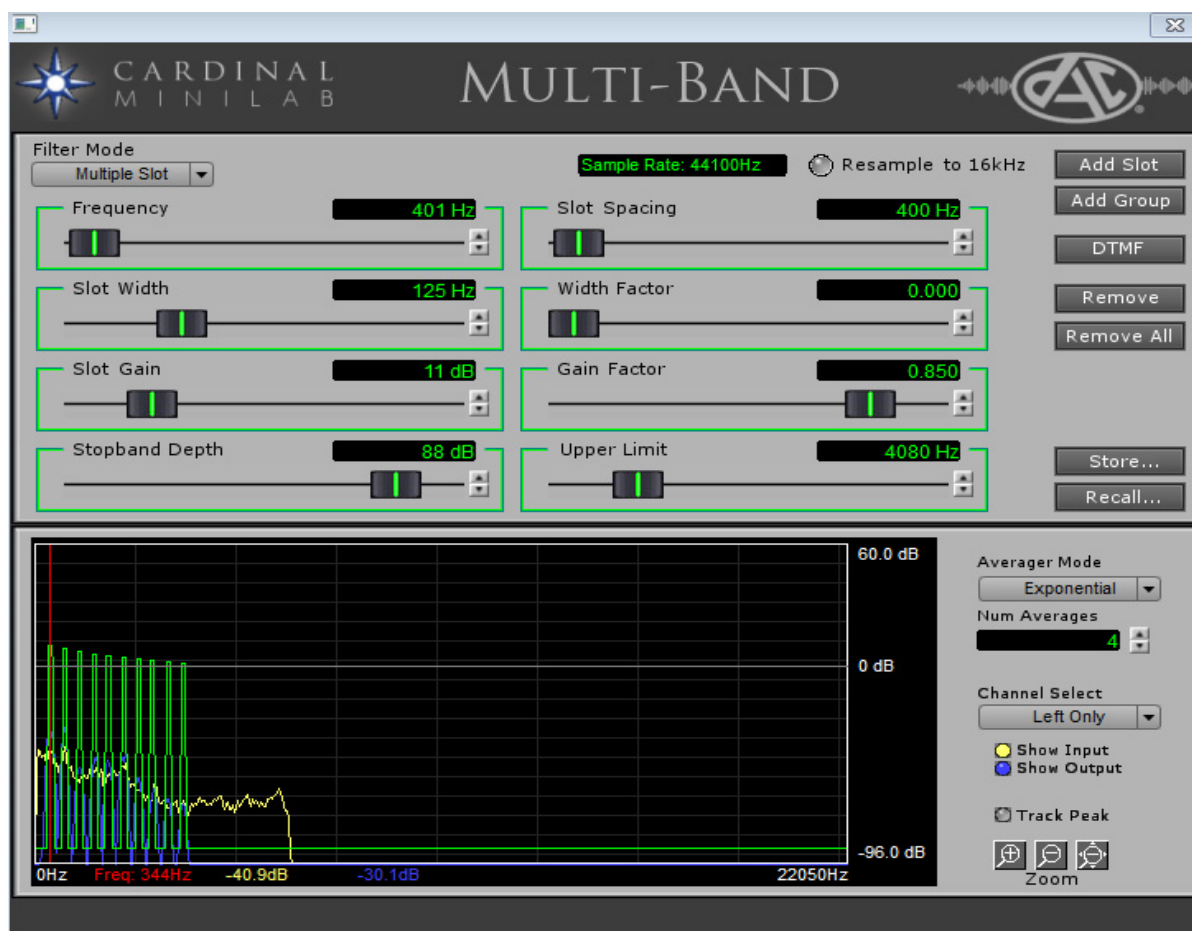 CARDINAL
MINILAB
MULTI-BAND
DAC
®
Filter Mode
Multiple Slot
Sample Rate: 44100Hz
Resample to 16kHz
Add Slot
Add Group
DTMF
Remove
Remove All
Store...
Recall...
Frequency
401 Hz
Slot Spacing
400 Hz
Slot Width
125 Hz
Width Factor
0.000
Slot Gain
11 dB
Gain Factor
0.850
Stopband Depth
88 dB
Upper Limit
4080 Hz
60.0 dB
0 dB
-96.0 dB
0Hz
Freq: 344Hz
-40.9dB
-30.1dB
22050Hz
Averager Mode
Exponential
Num Averages
4
Channel Select
Left Only
Show Input
Show Output
Track Peak
Zoom